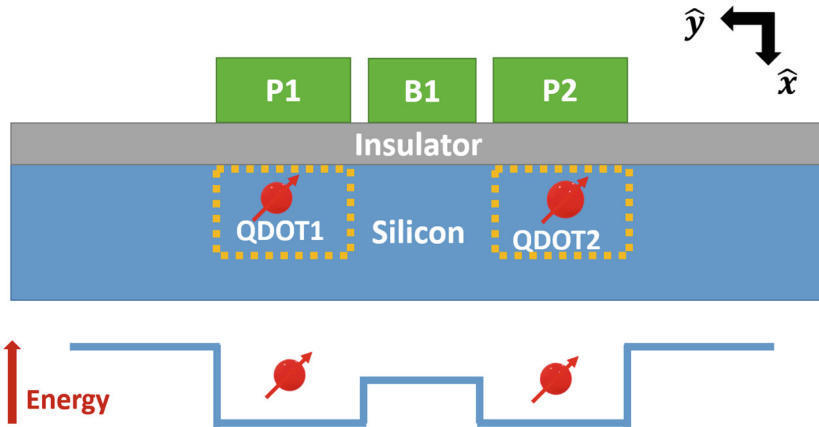 ŷ
x̂
P1 B1 P2
Insulator
QDOT1 Silicon QDOT2
Energy